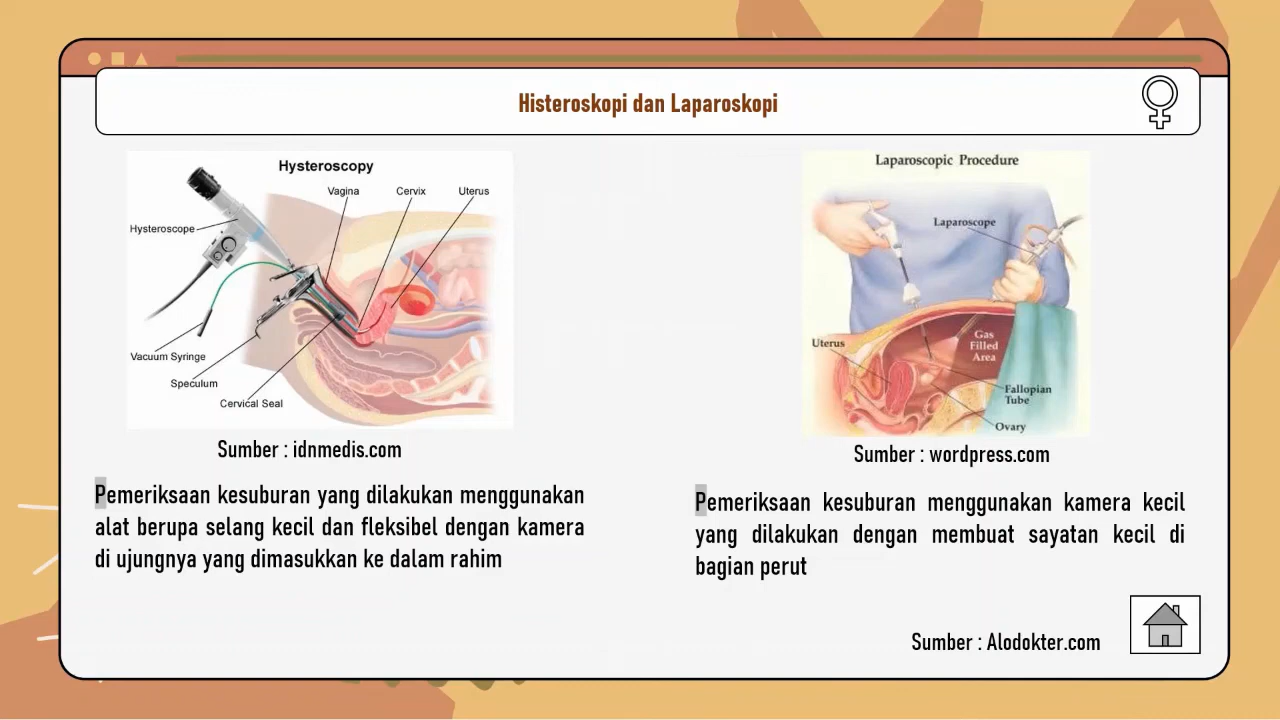 Histeroskopi dan Laparoskopi
Hysteroscopy
Vagina
Cervix
Uterus
Hysteroscope
Vacuum Syringe
Speculum
Cervical Seal
Sumber : idnmedis.com
Pemeriksaan kesuburan yang dilakukan menggunakan
alat berupa selang kecil dan fleksibel dengan kamera
di ujungnya yang dimasukkan ke dalam rahim
Laparoscopic Procedure
Laparoscope
Uterus
Gas
Filled
Area
Fallopian
Tube
Ovary
Sumber : wordpress.com
Pemeriksaan kesuburan menggunakan kamera kecil
yang dilakukan dengan membuat sayatan kecil di
bagian perut
Sumber : Alodokter.com